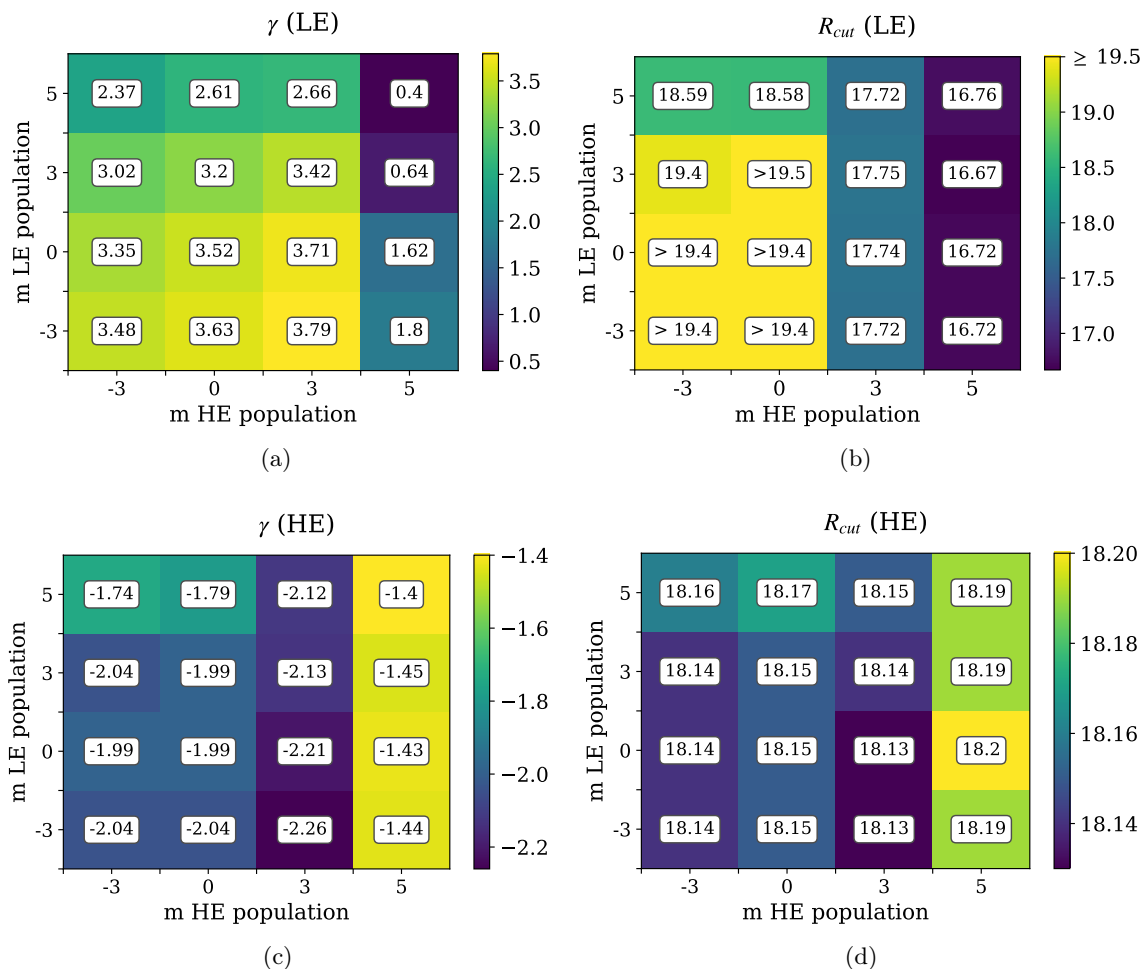 γ (LE)
5 2.37 2.61 2.66 0.4
3 3.02 3.2 3.42 0.64
0 3.35 3.52 3.71 1.62
-3 3.48 3.63 3.79 1.8
-3 0 3 5
m HE population
m LE population
3.5
3.0
2.5
2.0
1.5
1.0
0.5
(a)
R_cut (LE)
5 18.59 18.58 17.72 16.76
3 19.4 >19.5 17.75 16.67
0 > 19.4 >19.4 17.74 16.72
-3 > 19.4 > 19.4 17.72 16.72
-3 0 3 5
m HE population
m LE population
≥ 19.5
19.0
18.5
18.0
17.5
17.0
(b)
γ (HE)
5 -1.74 -1.79 -2.12 -1.4
3 -2.04 -1.99 -2.13 -1.45
0 -1.99 -1.99 -2.21 -1.43
-3 -2.04 -2.04 -2.26 -1.44
-3 0 3 5
m HE population
m LE population
−1.4
−1.6
−1.8
−2.0
−2.2
(c)
R_cut (HE)
5 18.16 18.17 18.15 18.19
3 18.14 18.15 18.14 18.19
0 18.14 18.15 18.13 18.2
-3 18.14 18.15 18.13 18.19
-3 0 3 5
m HE population
m LE population
18.20
18.18
18.16
18.14
(d)